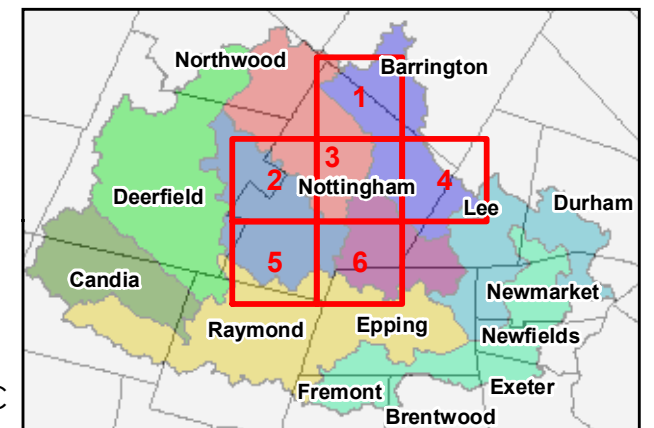 Northwood
Barrington
1
3
2
4
Nottingham
Deerfield
Lee
Durham
5
6
Candia
Newmarket
Raymond
Epping
Newfields
Fremont
Exeter
Brentwood
C